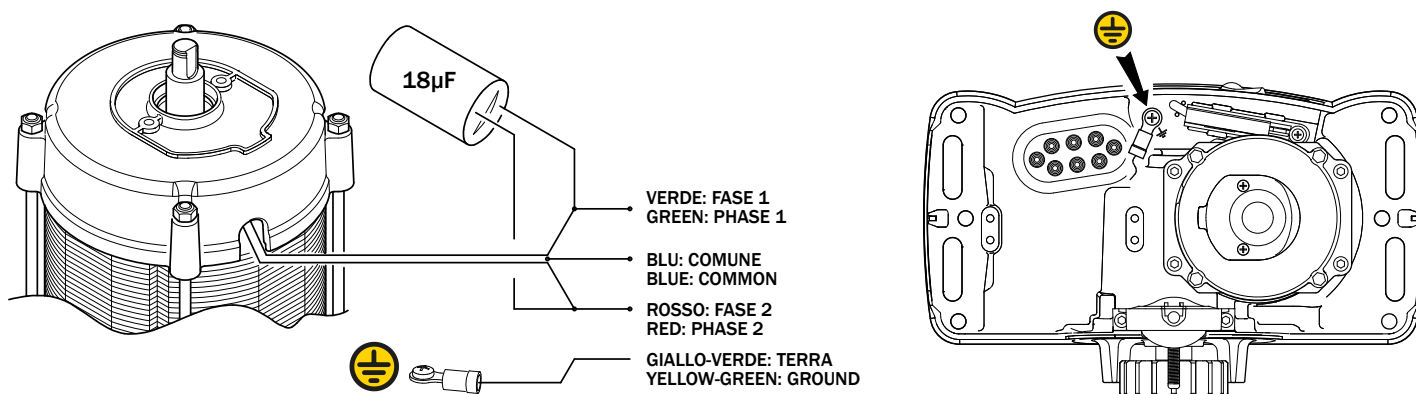 18µF
VERDE: FASE 1
GREEN: PHASE 1
BLU: COMUNE
BLUE: COMMON
ROSSO: FASE 2
RED: PHASE 2
GIALLO-VERDE: TERRA
YELLOW-GREEN: GROUND